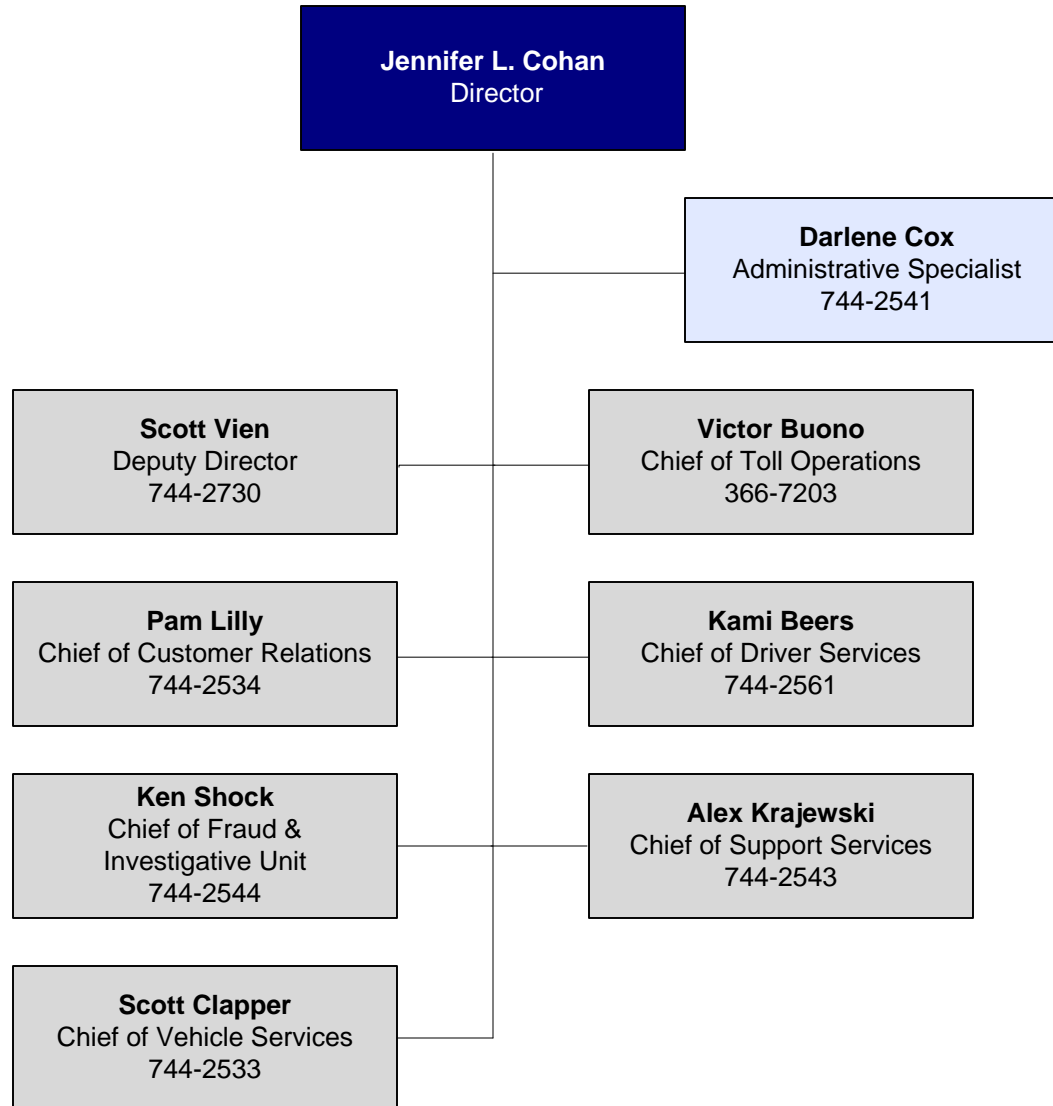 Jennifer L. Cohan
Director
Darlene Cox
Administrative Specialist
744-2541
Scott Vien
Deputy Director
744-2730
Victor Buono
Chief of Toll Operations
366-7203
Pam Lilly
Chief of Customer Relations
744-2534
Kami Beers
Chief of Driver Services
744-2561
Ken Shock
Chief of Fraud &
Investigative Unit
744-2544
Alex Krajewski
Chief of Support Services
744-2543
Scott Clapper
Chief of Vehicle Services
744-2533